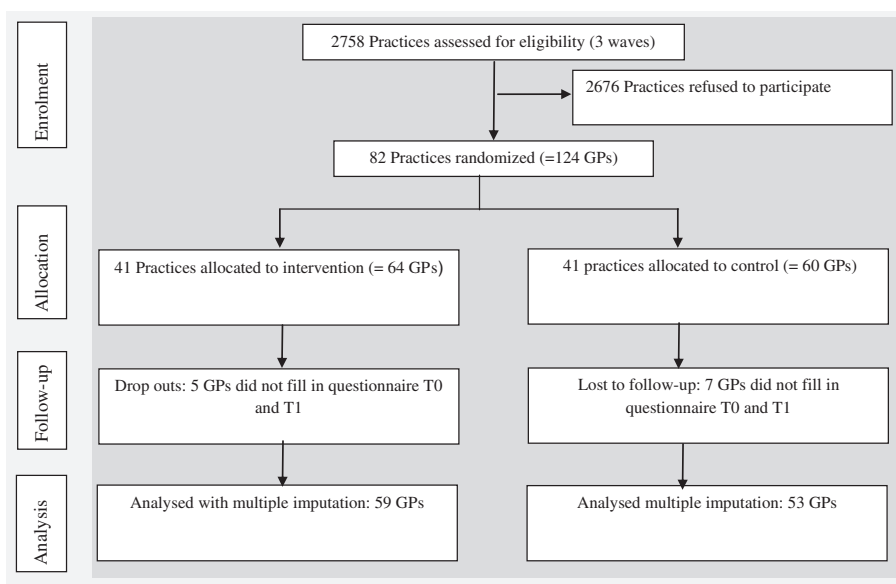 Enrolment
2758 Practices assessed for eligibility (3 waves)
2676 Practices refused to participate
82 Practices randomized (=124 GPs)
Allocation
41 Practices allocated to intervention (= 64 GPs)
41 practices allocated to control (= 60 GPs)
Follow-up
Drop outs: 5 GPs did not fill in questionnaire T0
and T1
Lost to follow-up: 7 GPs did not fill in
questionnaire T0 and T1
Analysis
Analysed with multiple imputation: 59 GPs
Analysed multiple imputation: 53 GPs